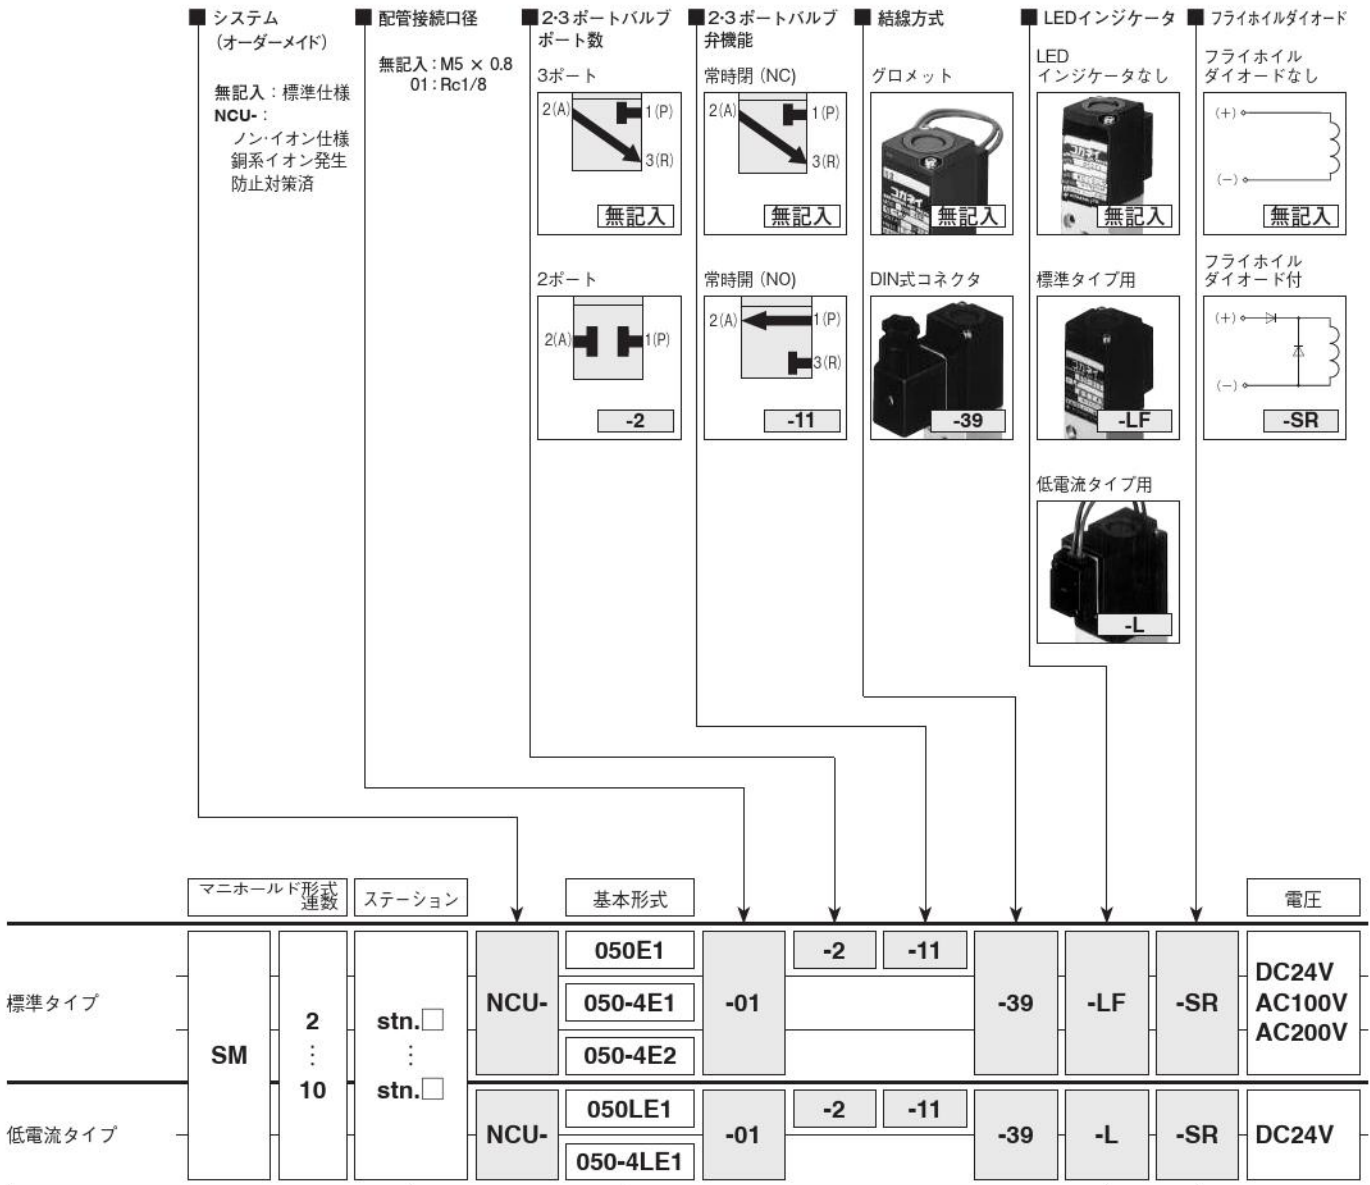 ■ システム
(オーダーメイド)
無記入：標準仕様
NCU-：
ノン・イオン仕様
銅系イオン発生
防止対策済
■ 配管接続口径
無記入：M5 × 0.8
01：Rc1/8
■ 2・3ポートバルブ
ポート数
3ポート
2(A)
1(P)
3(R)
無記入
2ポート
2(A)
1(P)
-2
■ 2・3ポートバルブ
弁機能
常時閉 (NC)
2(A)
1(P)
3(R)
無記入
常時開 (NO)
2(A)
1(P)
3(R)
-11
■ 結線方式
グロメット
コガネイ
無記入
DIN式コネクタ
-39
■ LEDインジケータ
LED
インジケータなし
コガネイ
無記入
標準タイプ用
-LF
低電流タイプ用
-L
■ フライホイルダイオード
フライホイル
ダイオードなし
(+)
(−)
無記入
フライホイル
ダイオード付
(+)
(−)
-SR
マニホールド形式
連数
ステーション
基本形式
電圧
標準タイプ
SM
2
⋮
10
stn.□
⋮
stn.□
NCU-
050E1
050-4E1
050-4E2
-01
-2
-11
-39
-LF
-SR
DC24V
AC100V
AC200V
低電流タイプ
NCU-
050LE1
050-4LE1
-01
-2
-11
-39
-L
-SR
DC24V